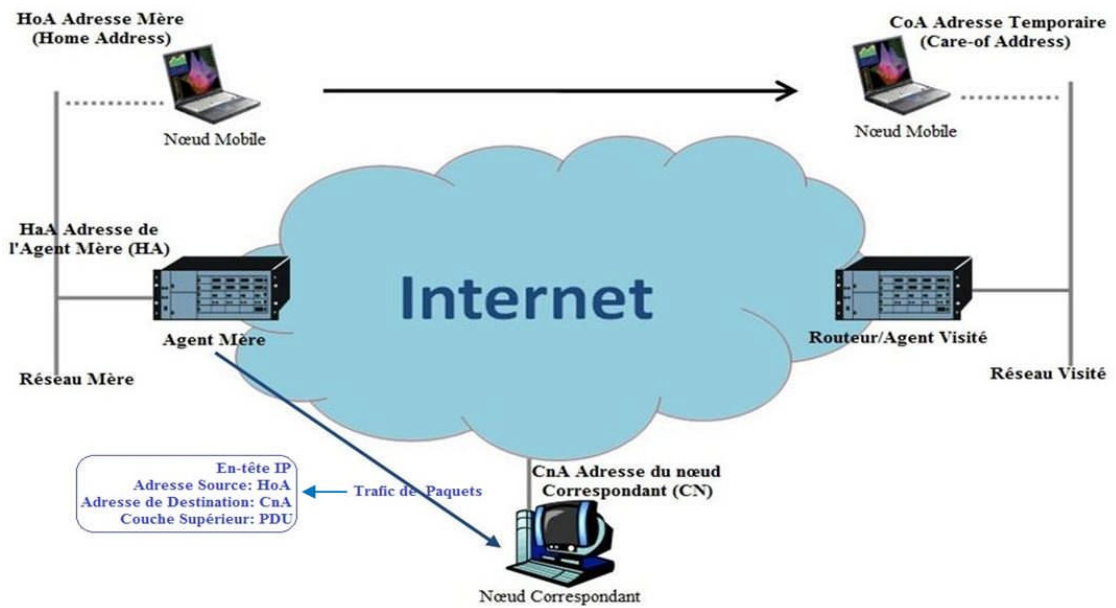 HoA Adresse Mère
(Home Address)
CoA Adresse Temporaire
(Care-of Address)
Nœud Mobile
Nœud Mobile
HaA Adresse de
l'Agent Mère (HA)
Internet
Agent Mère
Routeur/Agent Visité
Réseau Mère
Réseau Visité
En-tête IP
Adresse Source: HoA
Adresse de Destination: CnA
Couche Supérieur: PDU
Trafic de Paquets
CnA Adresse du nœud
Correspondant (CN)
Nœud Correspondant